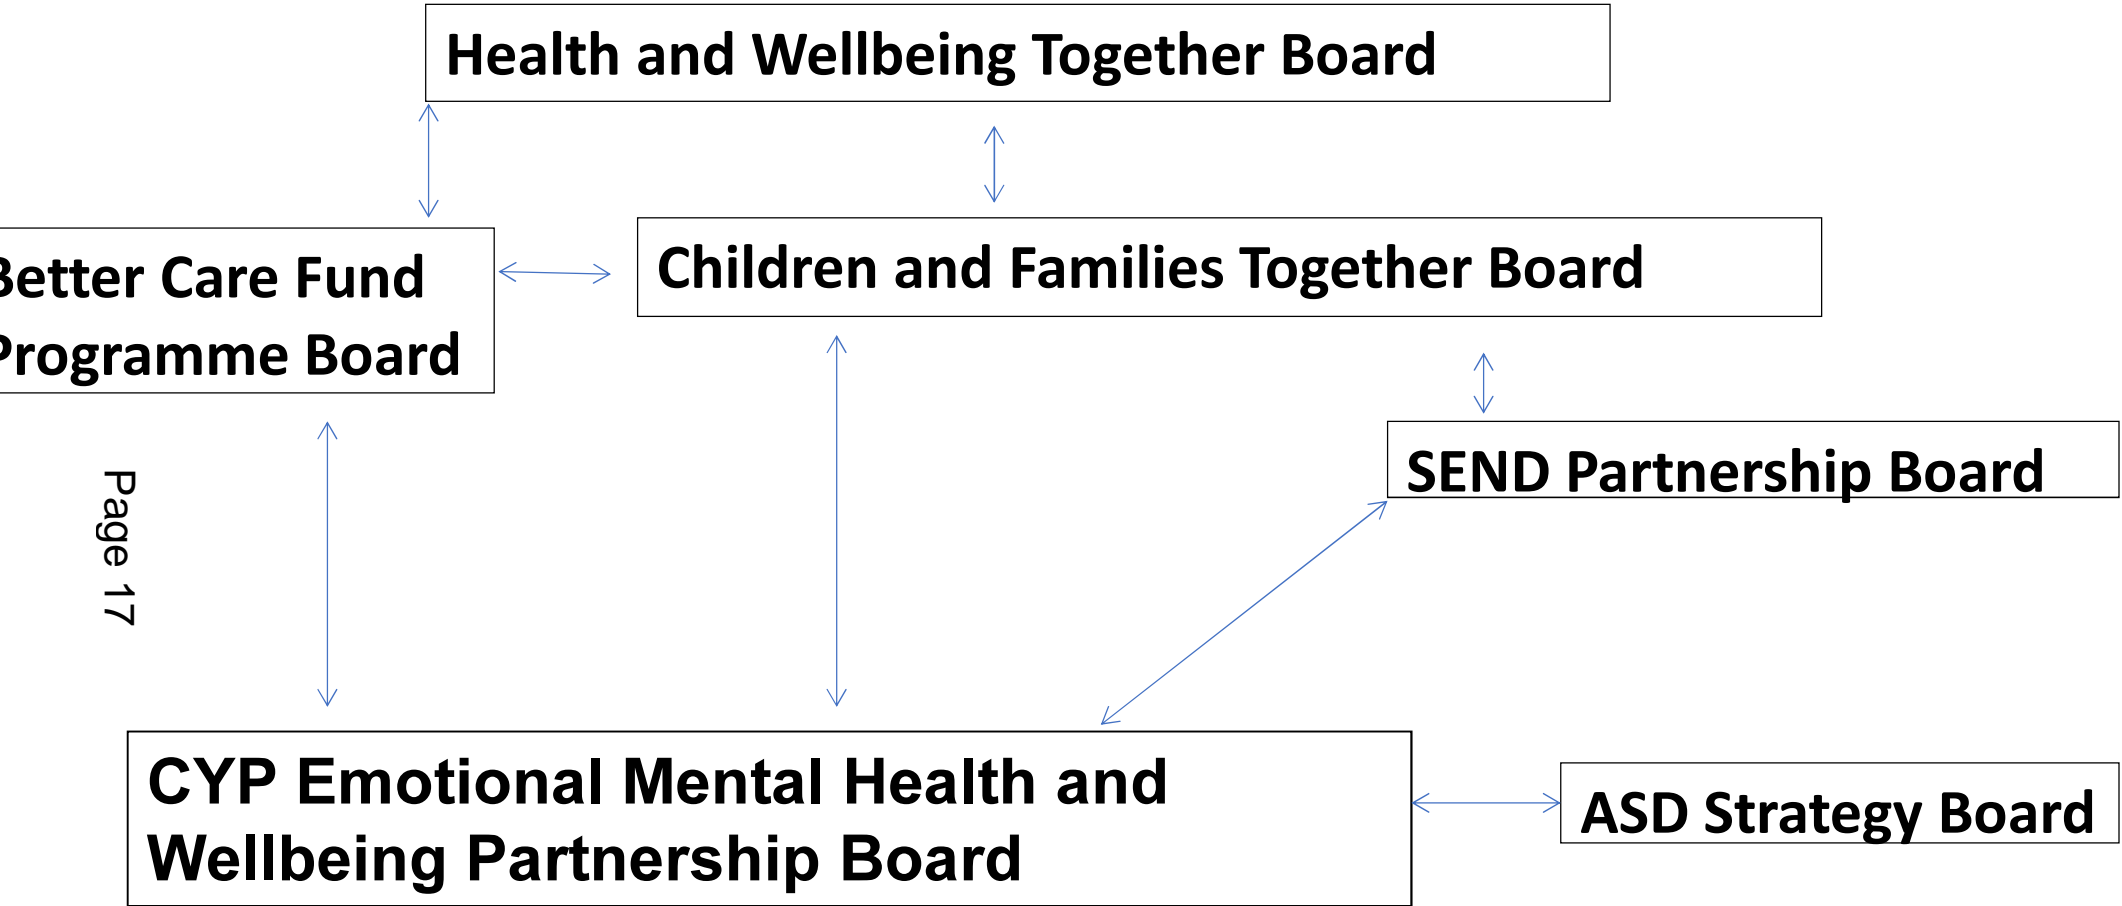 Health and Wellbeing Together Board
Better Care Fund
Programme Board
Children and Families Together Board
SEND Partnership Board
Page 17
CYP Emotional Mental Health and
Wellbeing Partnership Board
ASD Strategy Board